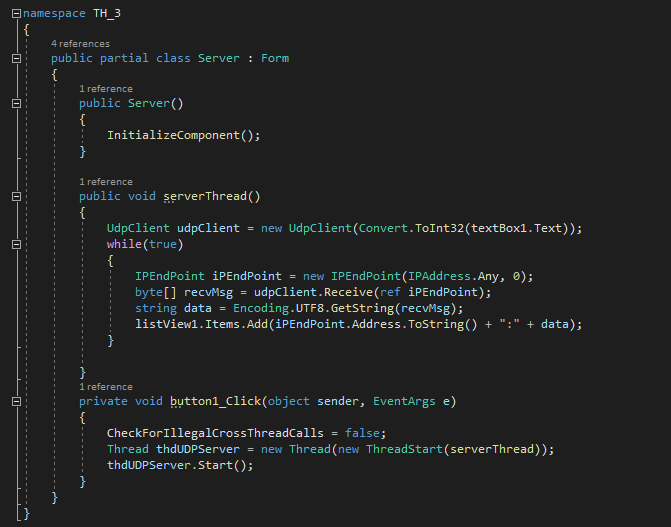 namespace TH_3
{
4 references
public partial class Server : Form
{
1 reference
public Server()
{
InitializeComponent();
}
1 reference
public void serverThread()
{
UdpClient udpClient = new UdpClient(Convert.ToInt32(textBox1.Text));
while(true)
{
IPEndPoint iPEndPoint = new IPEndPoint(IPAddress.Any, 0);
byte[] recvMsg = udpClient.Receive(ref iPEndPoint);
string data = Encoding.UTF8.GetString(recvMsg);
listView1.Items.Add(iPEndPoint.Address.ToString() + ":" + data);
}
}
1 reference
private void button1_Click(object sender, EventArgs e)
{
CheckForIllegalCrossThreadCalls = false;
Thread thdUDPServer = new Thread(new ThreadStart(serverThread));
thdUDPServer.Start();
}
}
}